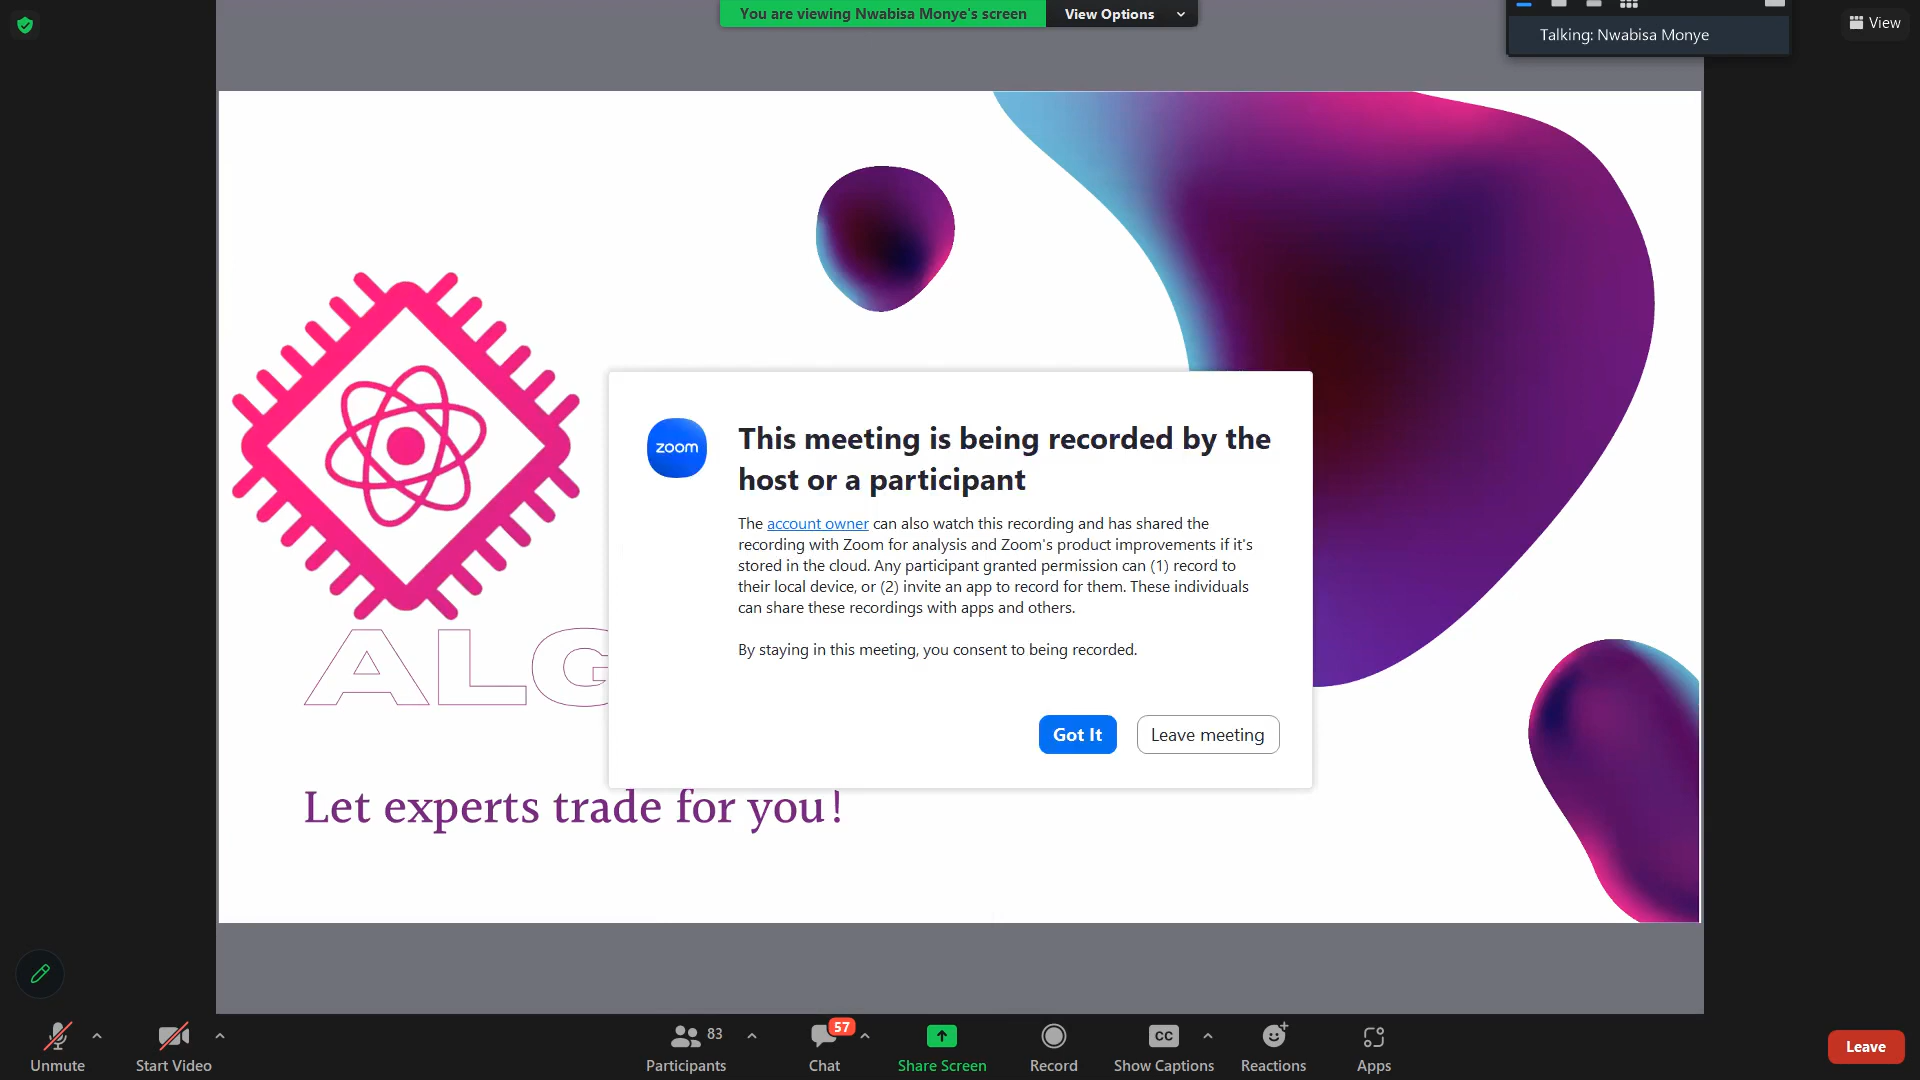 You are viewing Nwabisa Monye's screen
View Options
Talking: Nwabisa Monye
View
zoom
This meeting is being recorded by the
host or a participant
The account owner can also watch this recording and has shared the
recording with Zoom for analysis and Zoom's product improvements if it's
stored in the cloud. Any participant granted permission can (1) record to
their local device, or (2) invite an app to record for them. These individuals
can share these recordings with apps and others.
By staying in this meeting, you consent to being recorded.
Got It
Leave meeting
ALG
Let experts trade for you!
Unmute
Start Video
83
Participants
57
Chat
Share Screen
Record
CC
Show Captions
Reactions
Apps
Leave